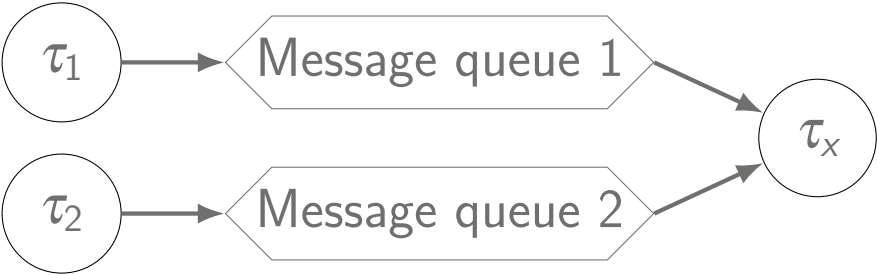 τ₁
Message queue 1
τₓ
τ₂
Message queue 2